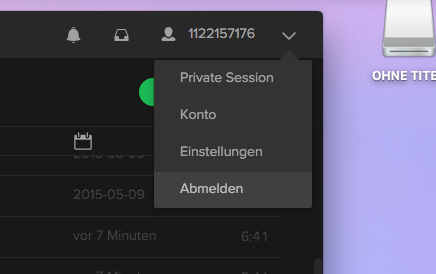 1122157176
OHNE TITE
Private Session
Konto
Einstellungen
Abmelden
2015-05-09
vor 7 Minuten 6:41